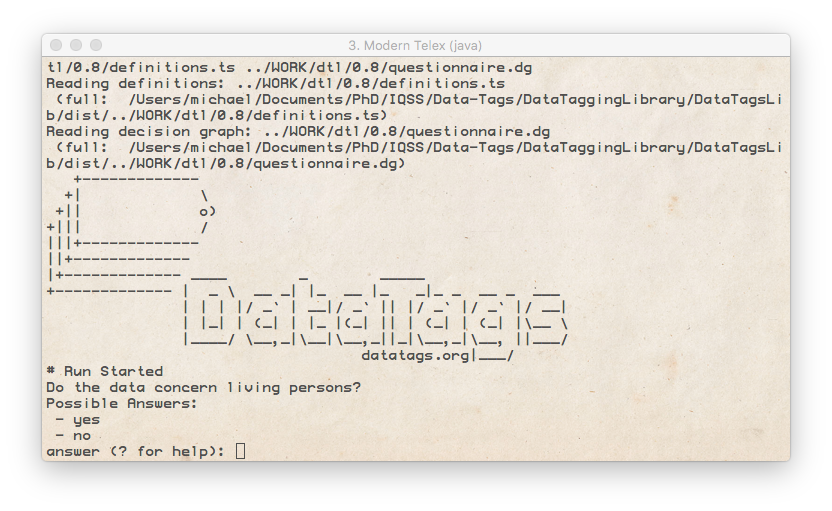 3. Modern Telex (java)
tl/0.8/definitions.ts ../WORK/dtl/0.8/questionnaire.dg
Reading definitions: ../WORK/dtl/0.8/definitions.ts
 (full:  /Users/michael/Documents/PhD/IQSS/Data-Tags/DataTaggingLibrary/DataTagsLi
b/dist/../WORK/dtl/0.8/definitions.ts)
Reading decision graph: ../WORK/dtl/0.8/questionnaire.dg
 (full:  /Users/michael/Documents/PhD/IQSS/Data-Tags/DataTaggingLibrary/DataTagsLi
b/dist/../WORK/dtl/0.8/questionnaire.dg)
DataTags
datatags.org
# Run Started
Do the data concern living persons?
Possible Answers:
 - yes
 - no
answer (? for help):